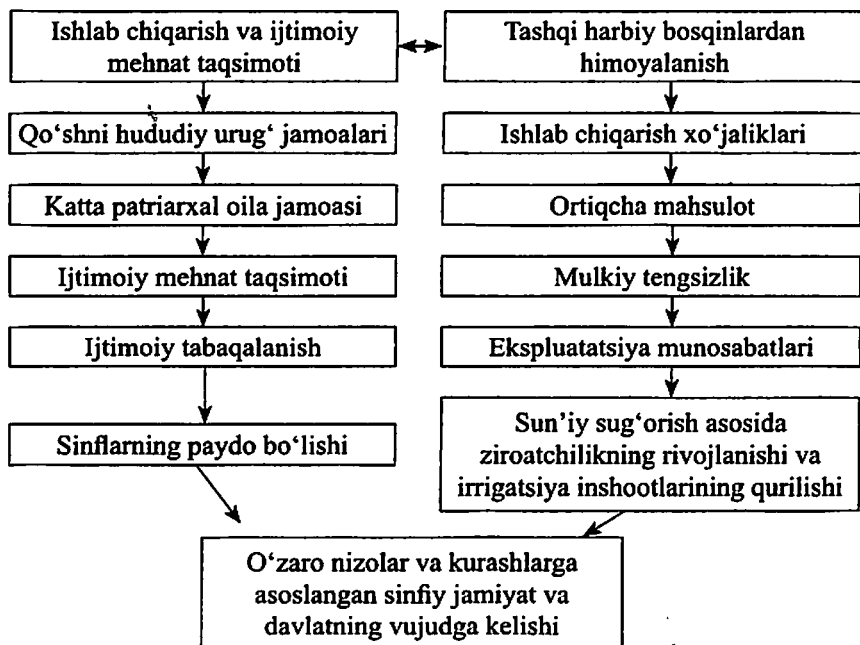 Ishlab chiqarish va ijtimoiy
mehnat taqsimoti
Tashqi harbiy bosqinlardan
himoyalanish
Qo‘shni hududiy urug‘ jamoalari
Ishlab chiqarish xo‘jaliklari
Katta patriarxal oila jamoasi
Ortiqcha mahsulot
Ijtimoiy mehnat taqsimoti
Mulkiy tengsizlik
Ijtimoiy tabaqalanish
Ekspluatatsiya munosabatlari
Sinflarning paydo bo‘lishi
Sun’iy sug‘orish asosida
ziroatchilikning rivojlanishi va
irrigatsiya inshootlarining qurilishi
O‘zaro nizolar va kurashlarga
asoslangan sinfiy jamiyat va
davlatning vujudga kelishi